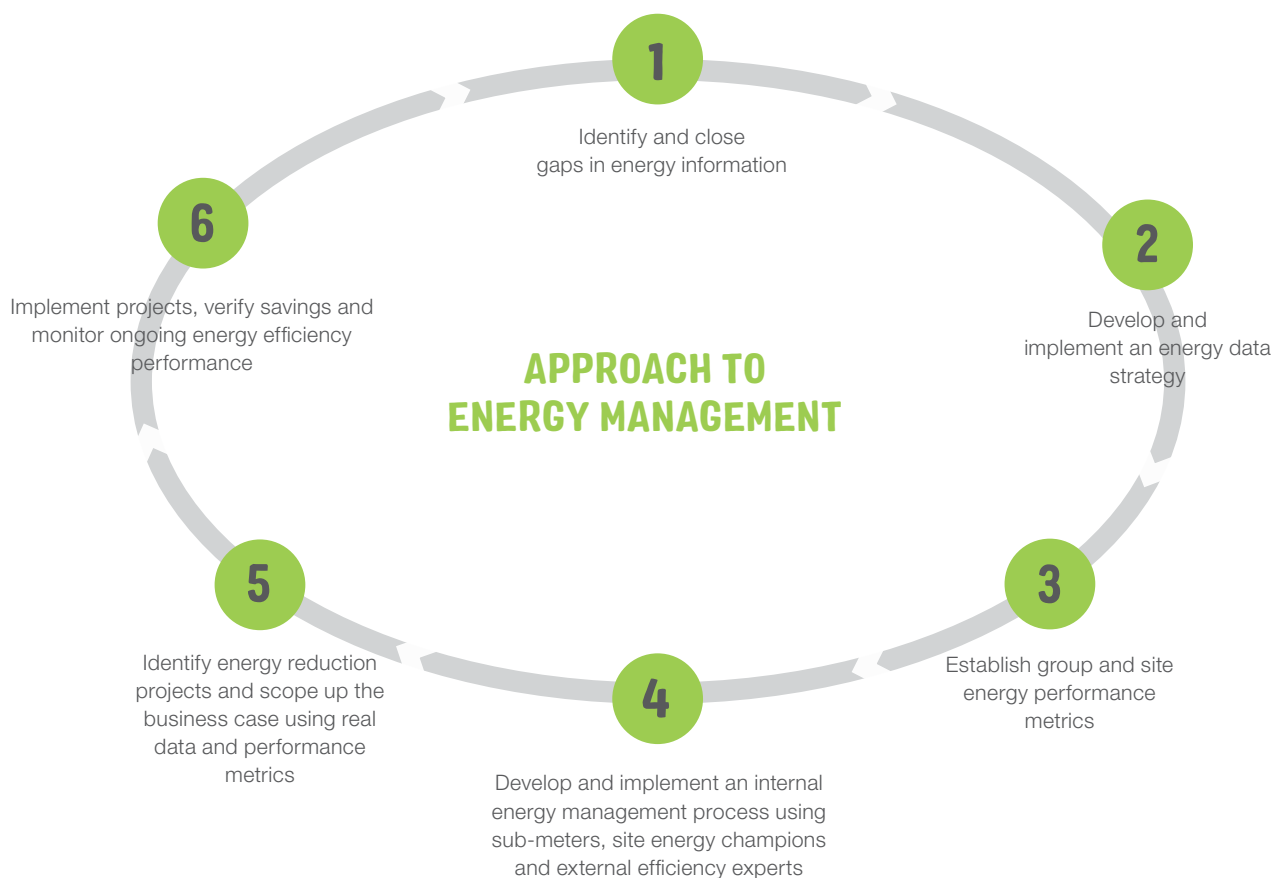 1
Identify and close
gaps in energy information
2
Develop and
implement an energy data
strategy
3
Establish group and site
energy performance
metrics
4
Develop and implement an internal
energy management process using
sub-meters, site energy champions
and external efficiency experts
5
Identify energy reduction
projects and scope up the
business case using real
data and performance
metrics
6
Implement projects, verify savings and
monitor ongoing energy efficiency
performance
APPROACH TO
ENERGY MANAGEMENT